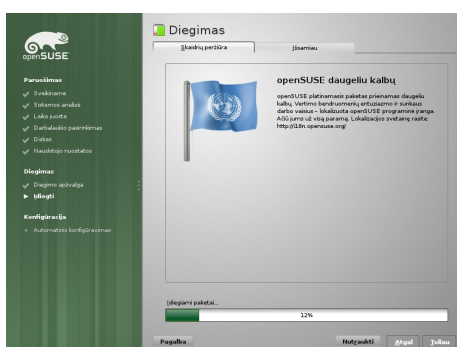 openSUSE
Paruošimas
Sveikiname
Sistemos analizė
Laiko juosta
Darbalaukio pasirinkimas
Diskas
Naudotojo nuostatos
Diegimas
Diegimo apžvalga
Įdiegti
Konfigūracija
Automatinis konfigūravimas
Diegimas
Skaidrių peržiūra
Išsamiau
openSUSE daugeliu kalbų
openSUSE platinamasis paketas prieinamas daugeliu
kalbų. Vertimo bendruomenių entuziazmo ir sunkaus
darbo vaisius – lokalizuota openSUSE programinė įranga.
Ačiū jums už visą paramą. Lokalizacijos svetainę rasite:
http://i18n.opensuse.org/
Įdiegiami paketai...
12%
Pagalba
Nutraukti
Atgal
Toliau